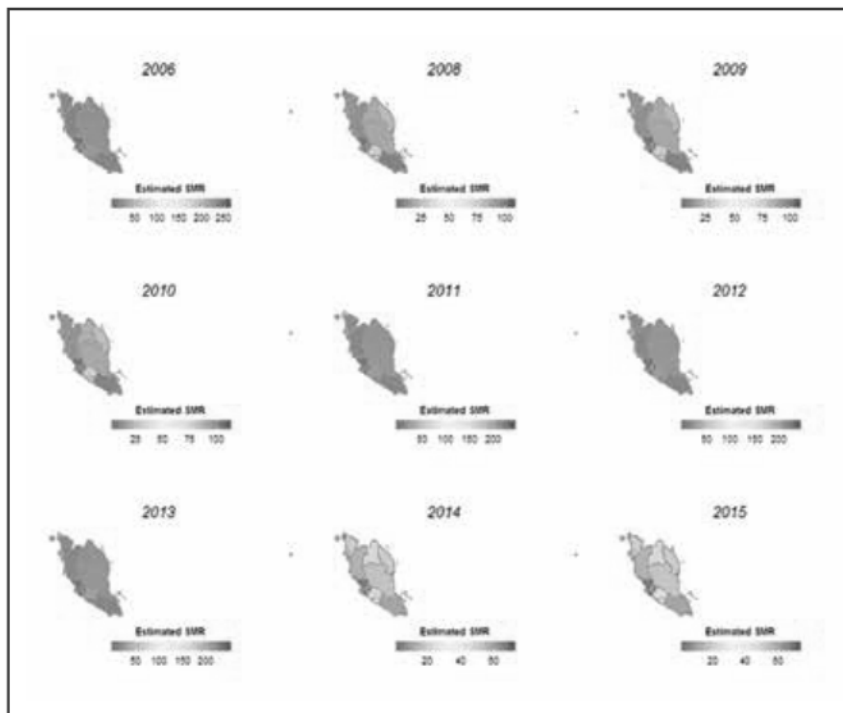 2006 2008 2009
Estimated SMR Estimated SMR Estimated SMR
50 100 150 200 250 25 50 75 100 25 50 75 100
2010 2011 2012
Estimated SMR Estimated SMR Estimated SMR
25 50 75 100 50 100 150 200 50 100 150 200
2013 2014 2015
Estimated SMR Estimated SMR Estimated SMR
50 100 150 200 20 40 60 20 40 60